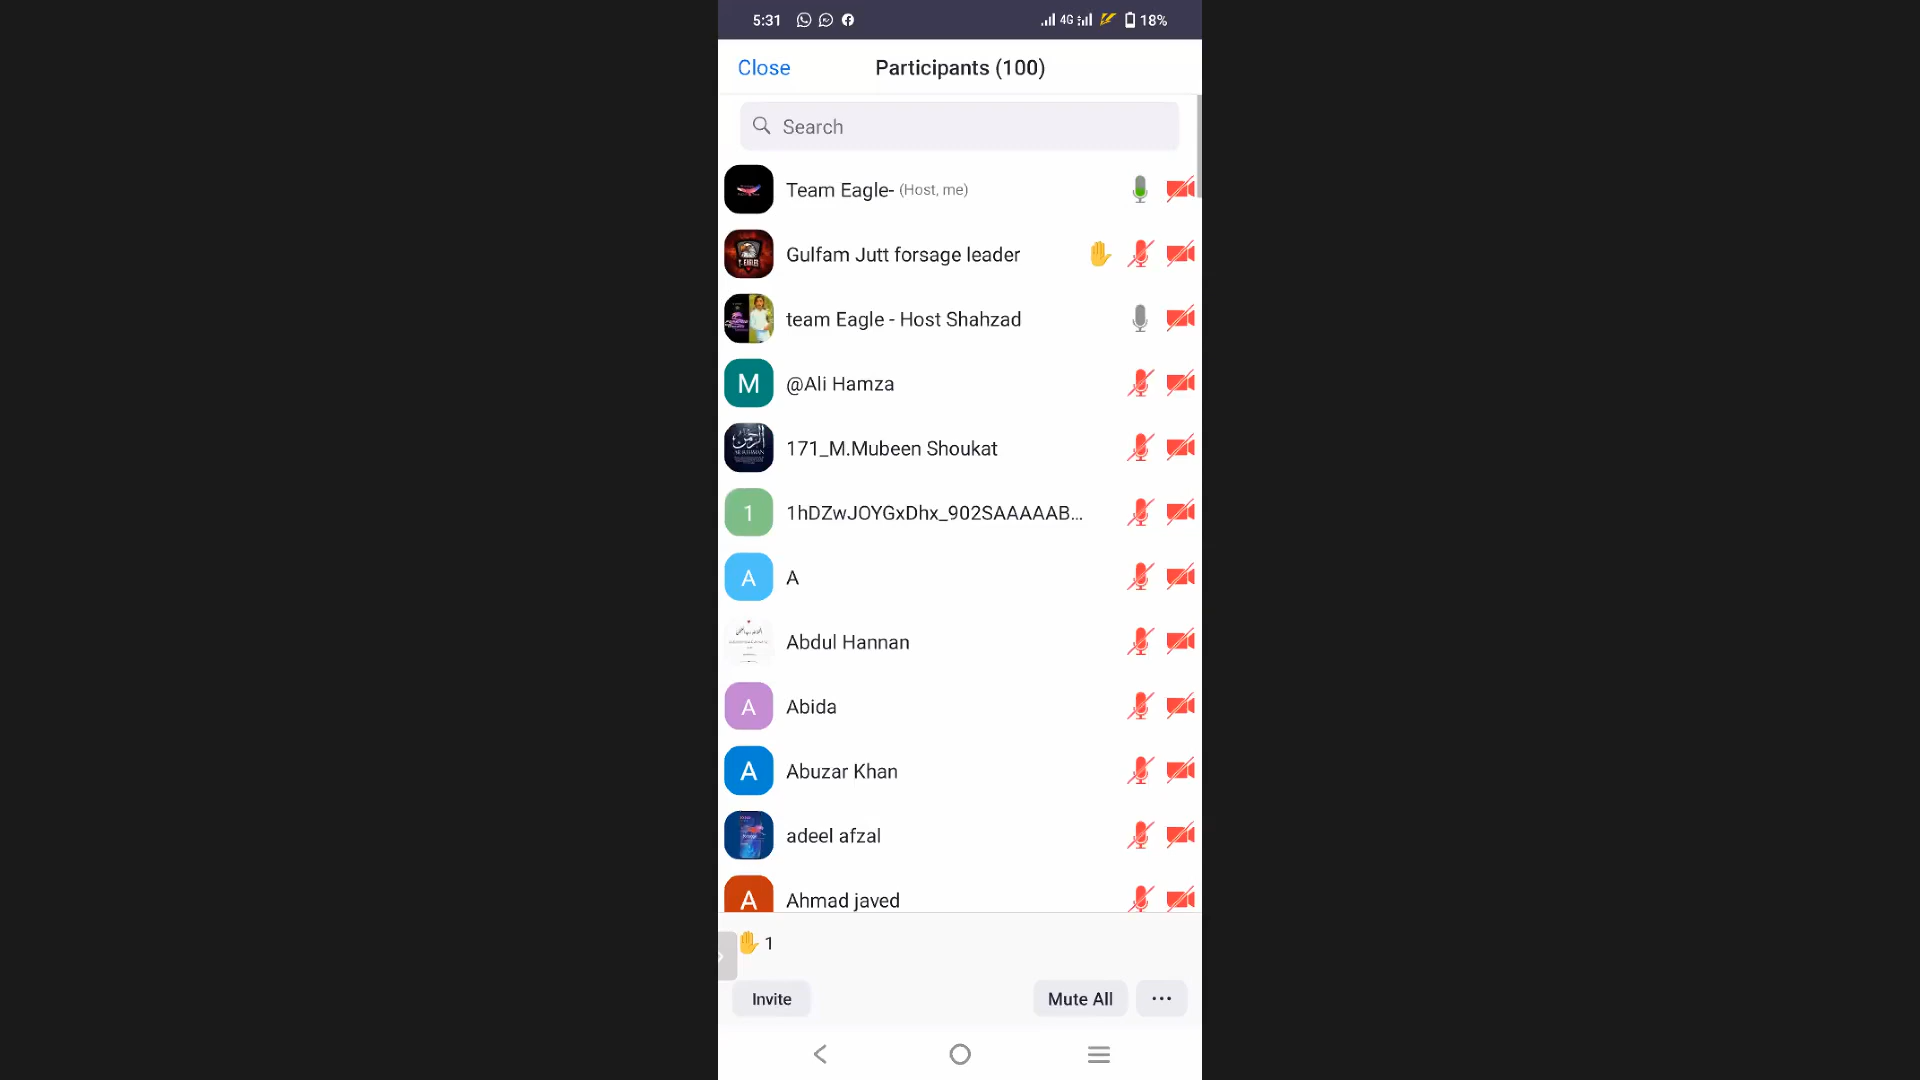 5:31 4G 18%
Close Participants (100)
Search
Team Eagle- (Host, me)
Gulfam Jutt forsage leader
team Eagle - Host Shahzad
M @Ali Hamza
171_M.Mubeen Shoukat
1 1hDZwJOYGxDhx_902SAAAAAB...
A A
Abdul Hannan
A Abida
A Abuzar Khan
adeel afzal
A Ahmad javed
1
Invite Mute All ...